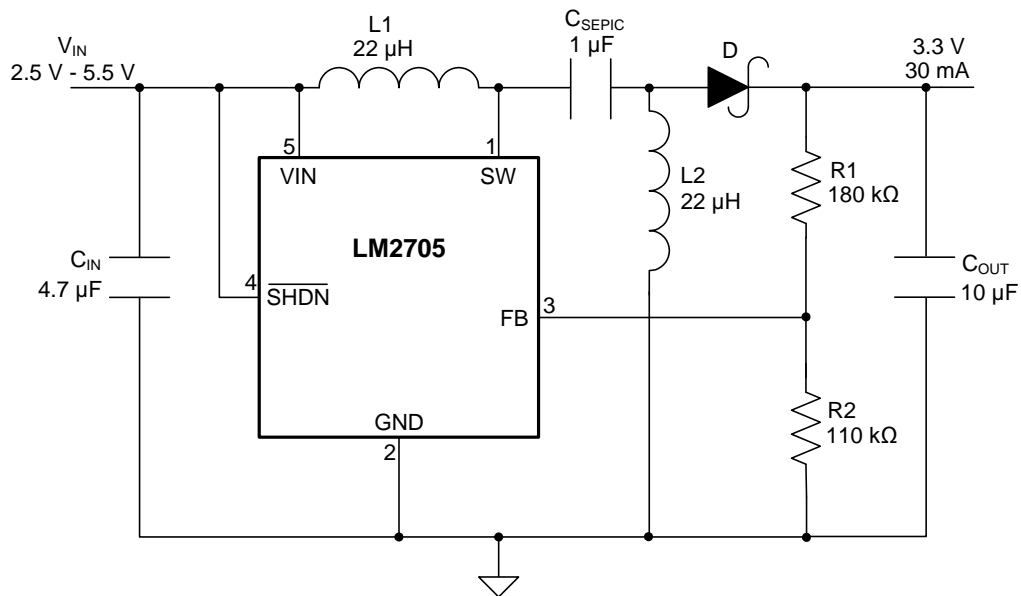 V_IN
2.5 V - 5.5 V
L1
22 µH
C_SEPIC
1 µF
D
3.3 V
30 mA
5
VIN
1
SW
L2
22 µH
R1
180 kΩ
LM2705
C_IN
4.7 µF
4
SHDN
FB
3
C_OUT
10 µF
R2
110 kΩ
GND
2